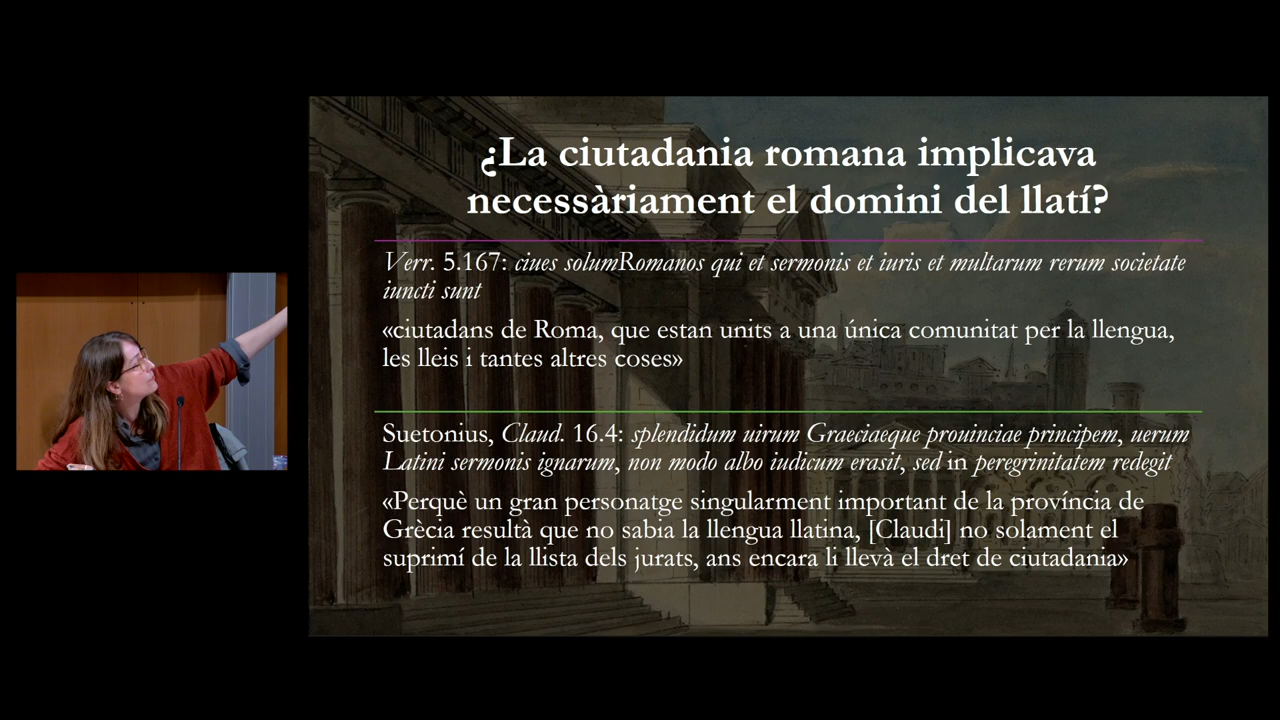 ¿La ciutadania romana implicava
necessàriament el domini del llatí?
Verr. 5.167: ciues solumRomanos qui et sermonis et iuris et multarum rerum societate
iuncti sunt
«ciutadans de Roma, que estan units a una única comunitat per la llengua,
les lleis i tantes altres coses»
Suetonius, Claud. 16.4: splendidum uirum Graeciaeque prouinciae principem, uerum
Latini sermonis ignarum, non modo albo iudicum erasit, sed in peregrinitatem redegit
«Perquè un gran personatge singularment important de la província de
Grècia resultà que no sabia la llengua llatina, [Claudi] no solament el
suprimí de la llista dels jurats, ans encara li llevà el dret de ciutadania»